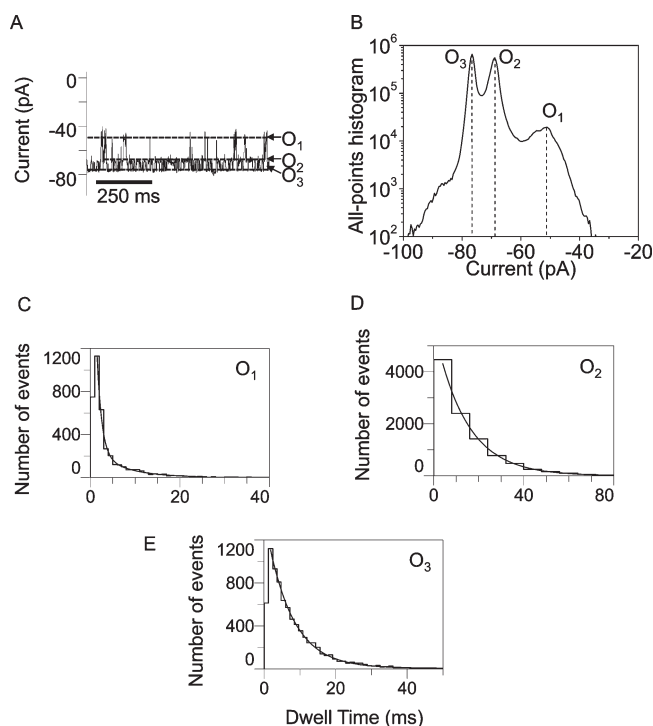 A
Current (pA)
0
-40
-80
O1
O2
O3
250 ms
B
All-points histogram
10^6
10^5
10^4
10^3
10^2
O3
O2
O1
-100 -80 -60 -40 -20
Current (pA)
C
Number of events
1200
800
400
0
O1
0 20 40
D
Number of events
4000
2000
0
O2
0 40 80
E
Number of events
1200
800
400
0
O3
0 20 40
Dwell Time (ms)